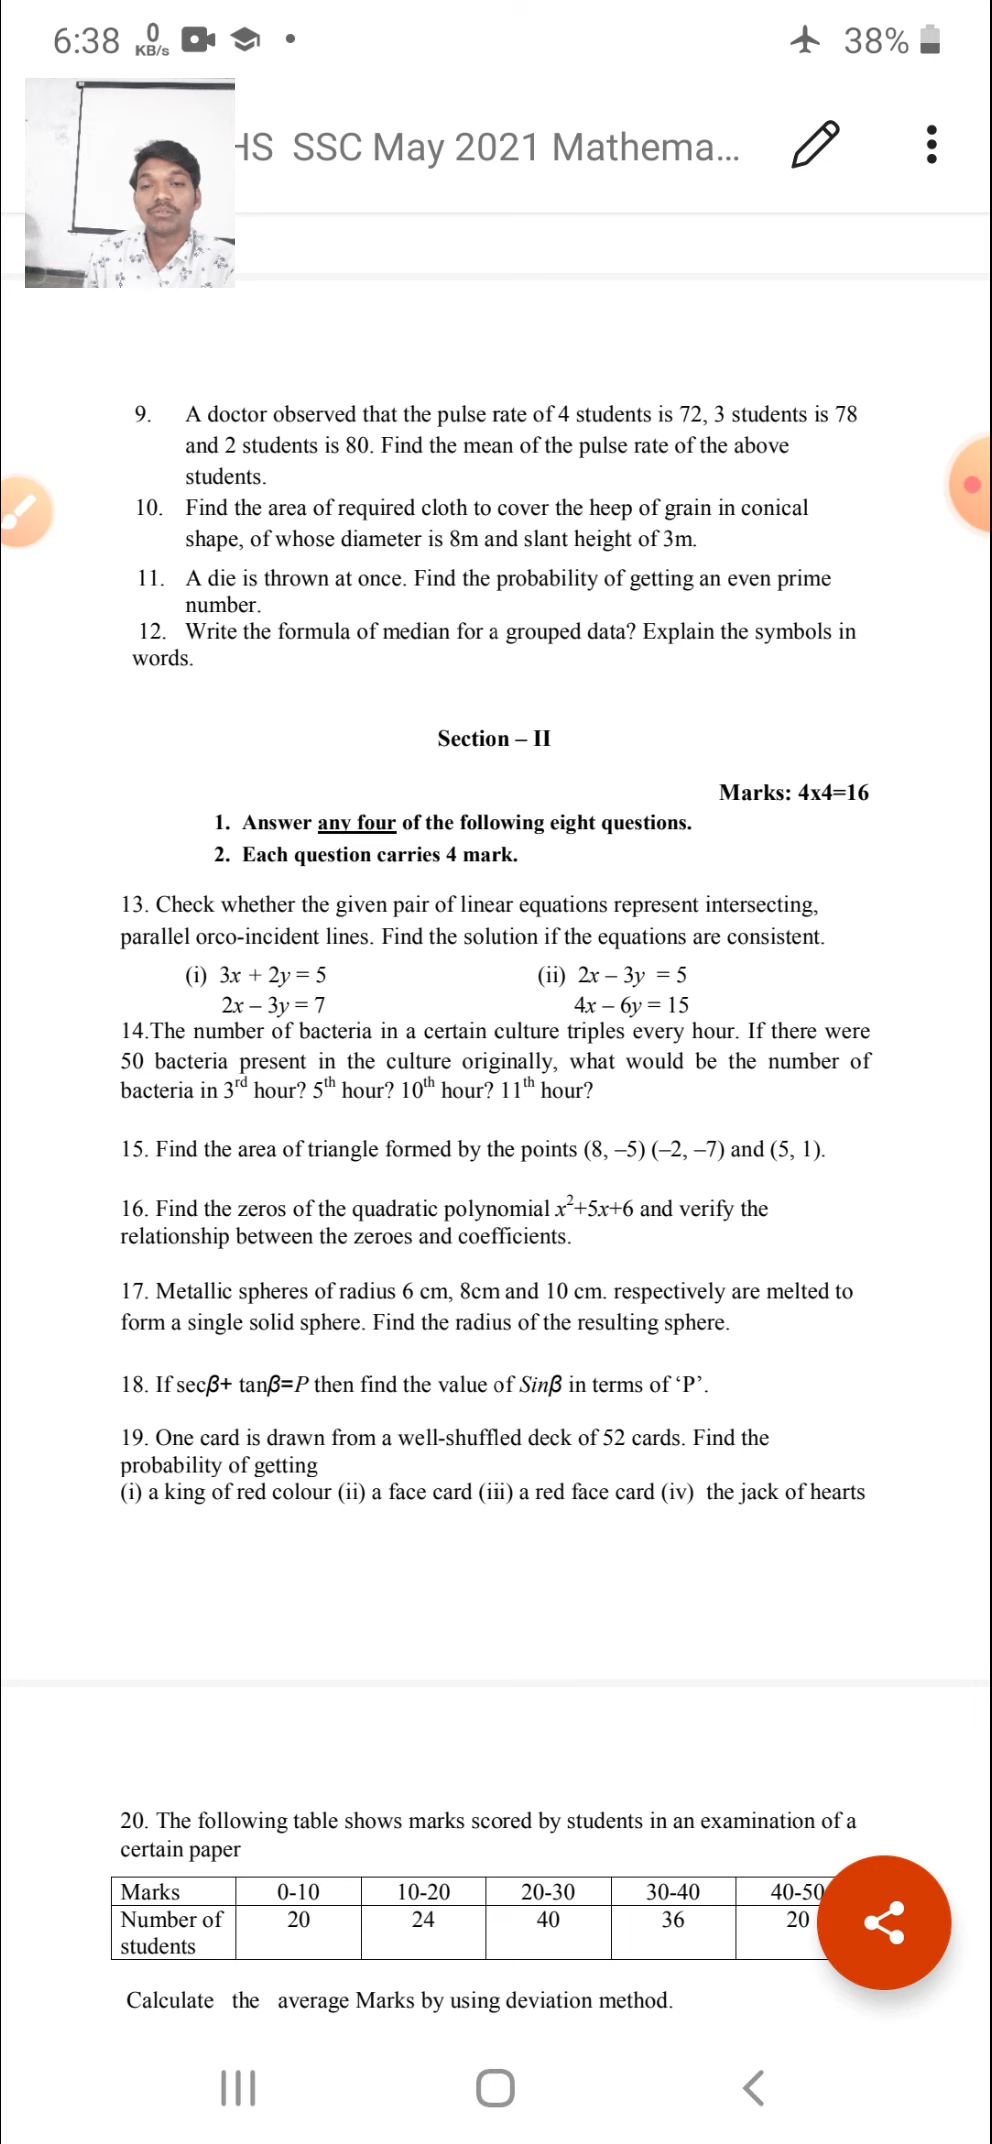 6:38 0 KB/s 38%
HS SSC May 2021 Mathema...
9. A doctor observed that the pulse rate of 4 students is 72, 3 students is 78
and 2 students is 80. Find the mean of the pulse rate of the above
students.
10. Find the area of required cloth to cover the heep of grain in conical
shape, of whose diameter is 8m and slant height of 3m.
11. A die is thrown at once. Find the probability of getting an even prime
number.
12. Write the formula of median for a grouped data? Explain the symbols in
words.
Section – II
Marks: 4x4=16
1. Answer any four of the following eight questions.
2. Each question carries 4 mark.
13. Check whether the given pair of linear equations represent intersecting,
parallel orco-incident lines. Find the solution if the equations are consistent.
(i) 3x + 2y = 5 (ii) 2x – 3y = 5
2x – 3y = 7 4x – 6y = 15
14.The number of bacteria in a certain culture triples every hour. If there were
50 bacteria present in the culture originally, what would be the number of
bacteria in 3rd hour? 5th hour? 10th hour? 11th hour?
15. Find the area of triangle formed by the points (8, –5) (–2, –7) and (5, 1).
16. Find the zeros of the quadratic polynomial x²+5x+6 and verify the
relationship between the zeroes and coefficients.
17. Metallic spheres of radius 6 cm, 8cm and 10 cm. respectively are melted to
form a single solid sphere. Find the radius of the resulting sphere.
18. If secβ+ tanβ=P then find the value of Sinβ in terms of ‘P’.
19. One card is drawn from a well-shuffled deck of 52 cards. Find the
probability of getting
(i) a king of red colour (ii) a face card (iii) a red face card (iv) the jack of hearts
20. The following table shows marks scored by students in an examination of a
certain paper
Marks 0-10 10-20 20-30 30-40 40-50
Number of 20 24 40 36 20
students
Calculate the average Marks by using deviation method.